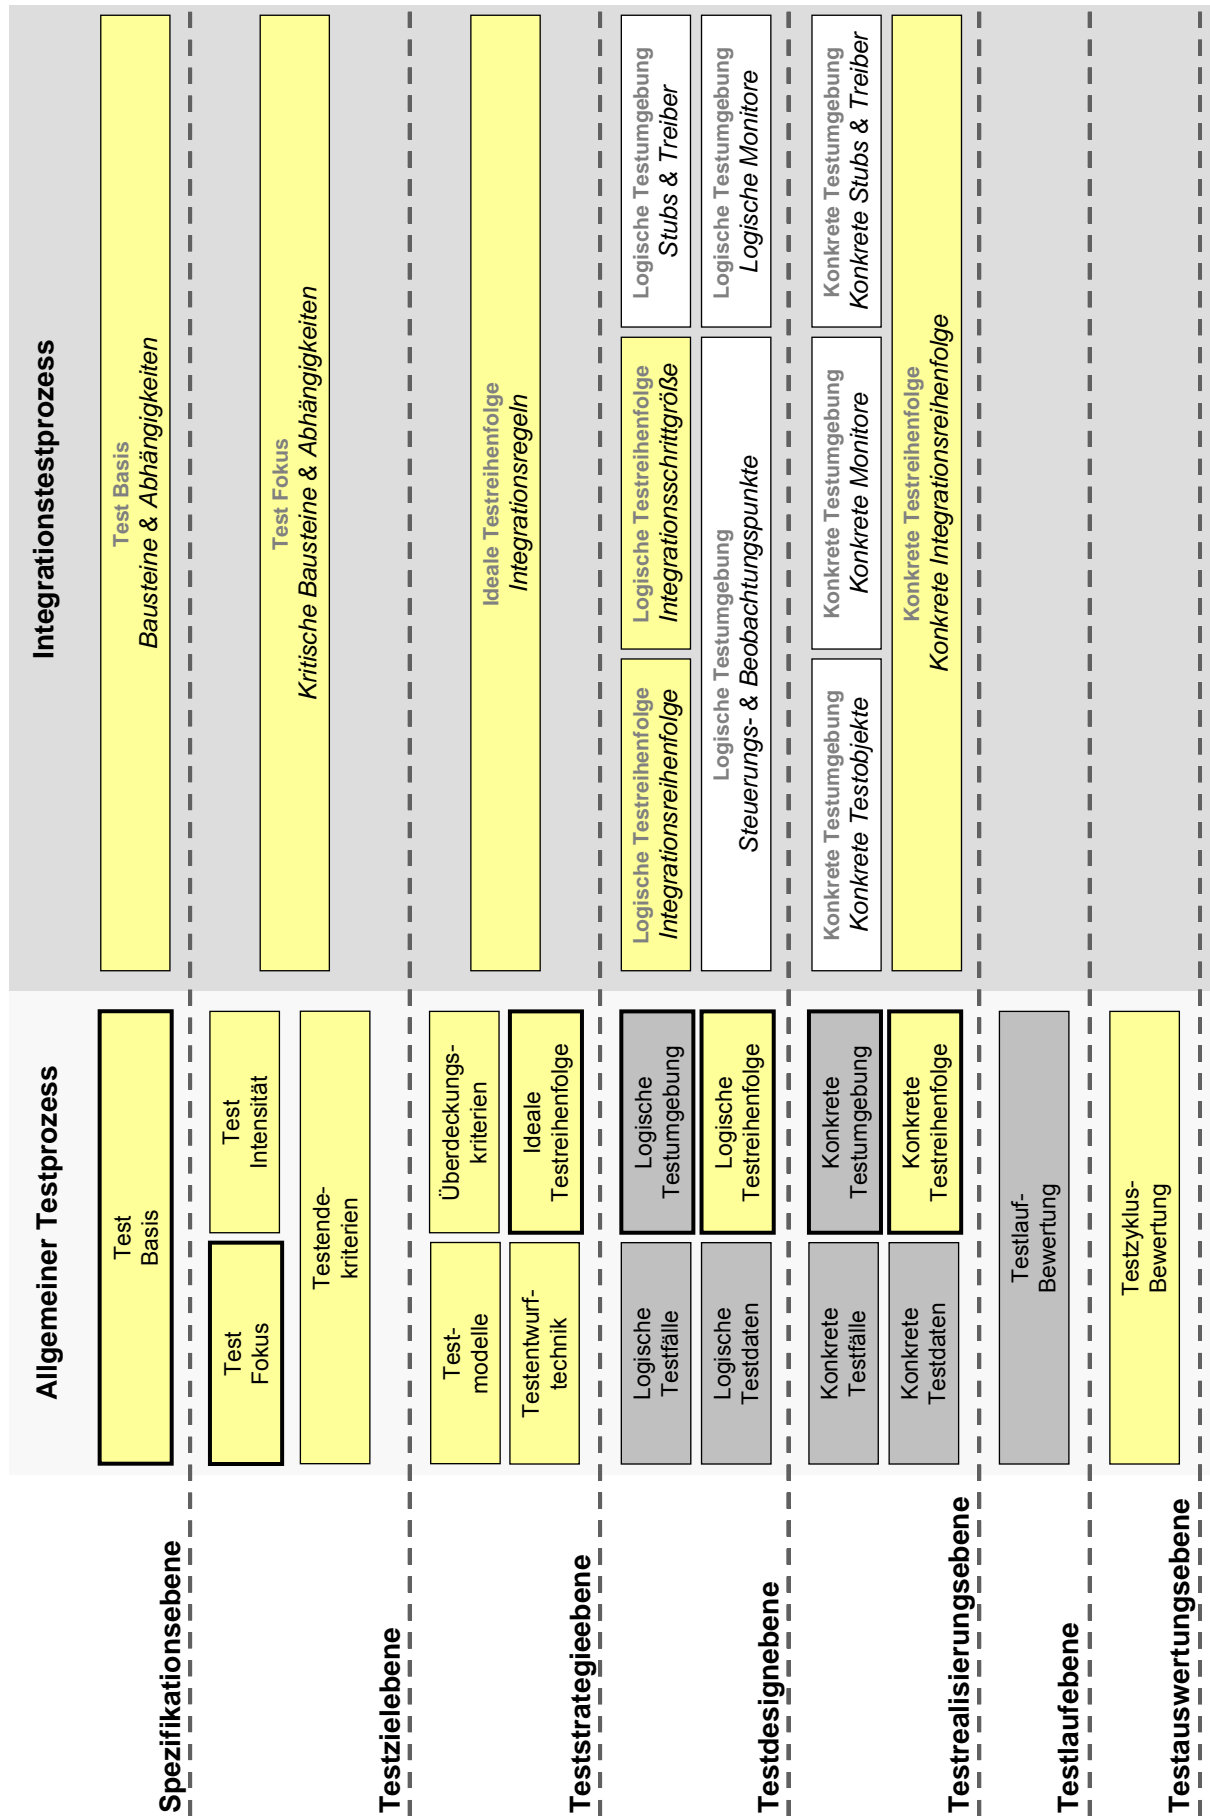 Allgemeiner Testprozess
Integrationstestprozess
Spezifikationsebene
Test
Basis
Test Basis
Bausteine & Abhängigkeiten
Testzielebene
Test
Fokus
Test
Intensität
Testende-
kriterien
Test Fokus
Kritische Bausteine & Abhängigkeiten
Teststrategieebene
Test-
modelle
Überdeckungs-
kriterien
Testentwurf-
technik
Ideale
Testreihenfolge
Ideale Testreihenfolge
Integrationsregeln
Testdesignebene
Logische
Testfälle
Logische
Testumgebung
Logische
Testdaten
Logische
Testreihenfolge
Logische Testreihenfolge
Integrationsreihenfolge
Logische Testreihenfolge
Integrationsschrittgröße
Logische Testumgebung
Stubs & Treiber
Logische Testumgebung
Steuerungs- & Beobachtungspunkte
Logische Testumgebung
Logische Monitore
Testrealisierungsebene
Konkrete
Testfälle
Konkrete
Testumgebung
Konkrete
Testdaten
Konkrete
Testreihenfolge
Konkrete Testumgebung
Konkrete Testobjekte
Konkrete Testumgebung
Konkrete Monitore
Konkrete Testumgebung
Konkrete Stubs & Treiber
Konkrete Testreihenfolge
Konkrete Integrationsreihenfolge
Testlaufebene
Testlauf-
Bewertung
Testauswertungsebene
Testzyklus-
Bewertung